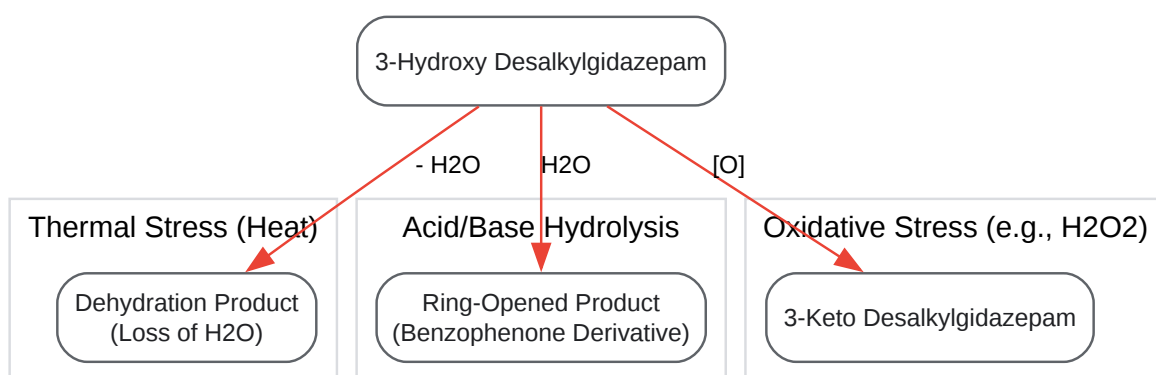 3-Hydroxy Desalkylgidazepam
- H2O
H2O
[O]
Thermal Stress (Heat)
Acid/Base Hydrolysis
Oxidative Stress (e.g., H2O2)
Dehydration Product
(Loss of H2O)
Ring-Opened Product
(Benzophenone Derivative)
3-Keto Desalkylgidazepam